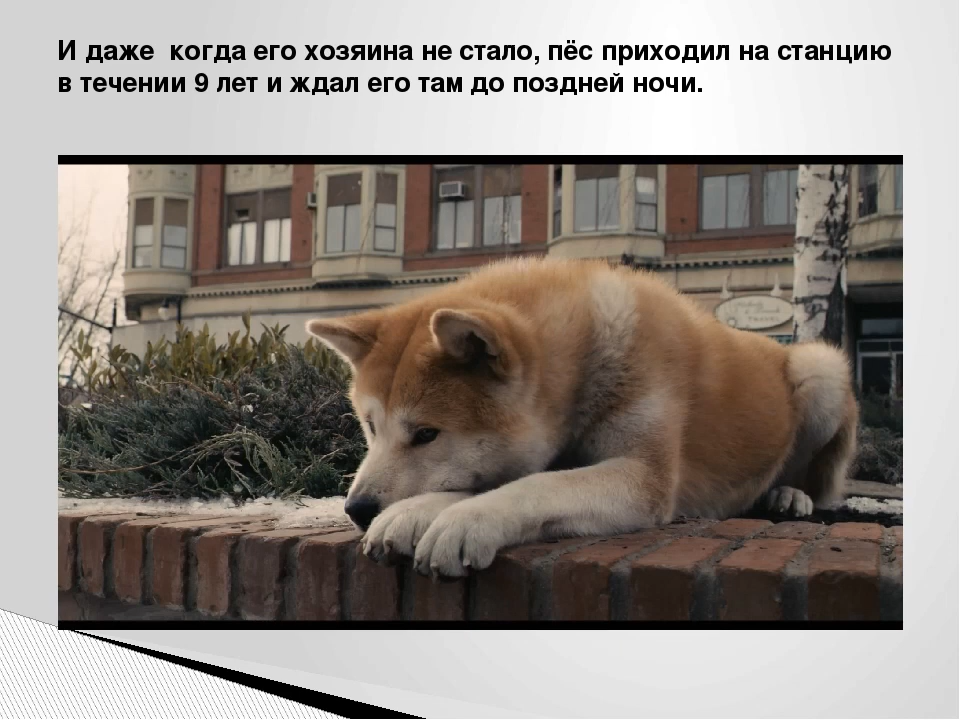 И даже  когда его хозяина не стало, пёс приходил на станцию
в течении 9 лет и ждал его там до поздней ночи.
TRAVEL